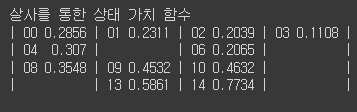 상사를 통한 상태 가치 함수
| 00 0.2856 | 01 0.2311 | 02 0.2039 | 03 0.1108 |
| 04 0.307 | | 06 0.2065 | |
| 08 0.3548 | 09 0.4532 | 10 0.4632 | |
| | 13 0.5861 | 14 0.7734 | |